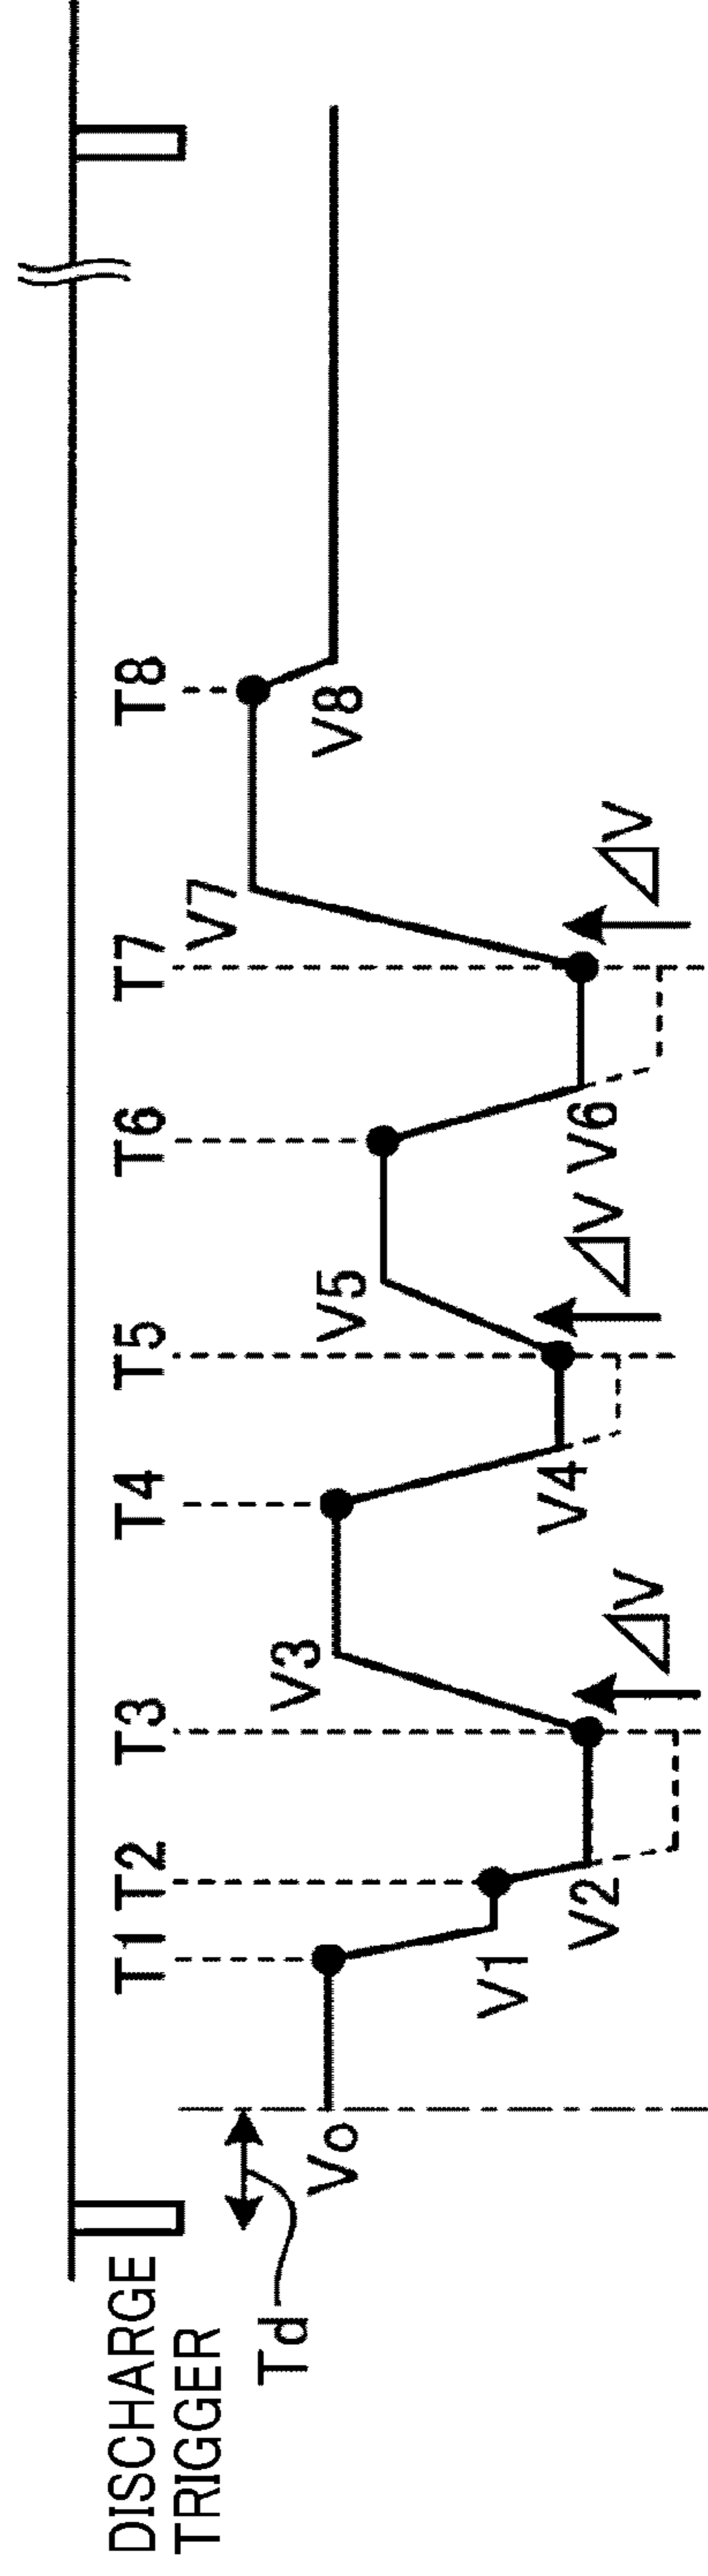 DISCHARGE
TRIGGER
Td
T1 T2 T3 T4 T5 T6 T7 T8
Vo
V1
V2
V3
V4
V5
V6
V7
V8
ΔV
ΔV
ΔV